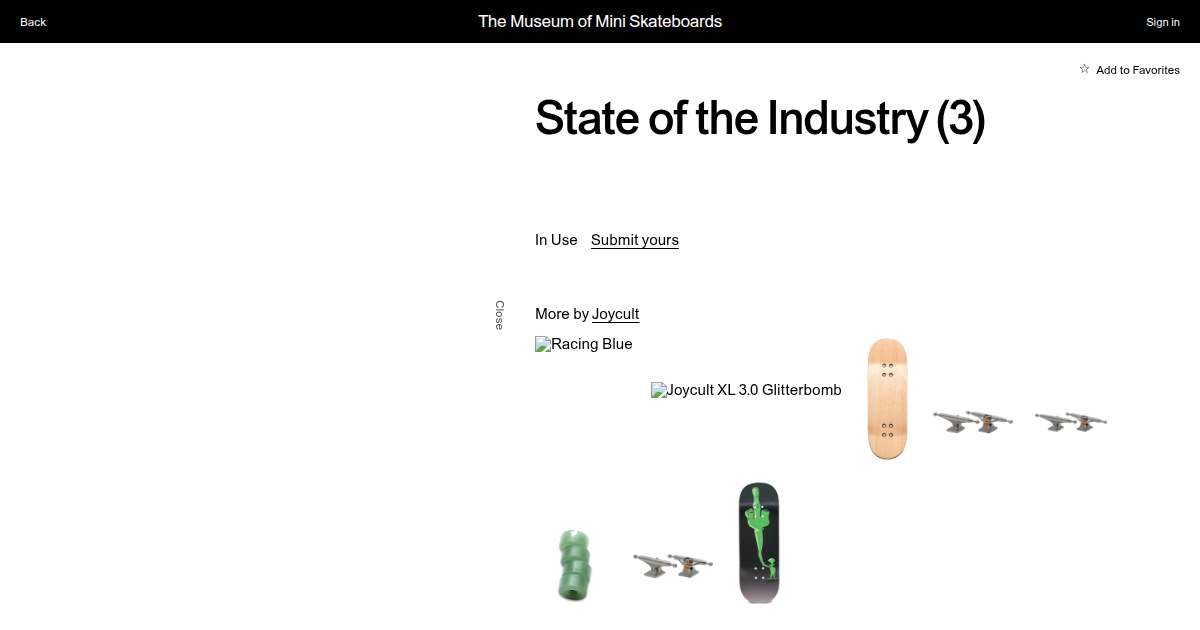 Back
The Museum of Mini Skateboards
Sign in
☆ Add to Favorites
State of the Industry (3)
In Use Submit yours
Close
More by Joycult
Racing Blue
Joycult XL 3.0 Glitterbomb